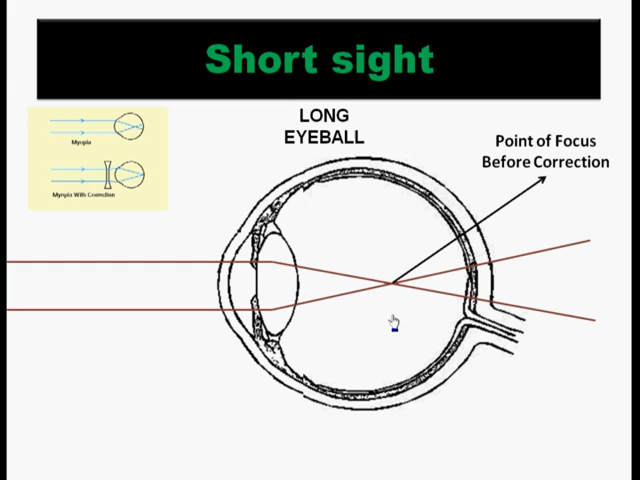 Short sight
LONG
EYEBALL
Point of Focus
Before Correction
Myopia
Myopia With Correction